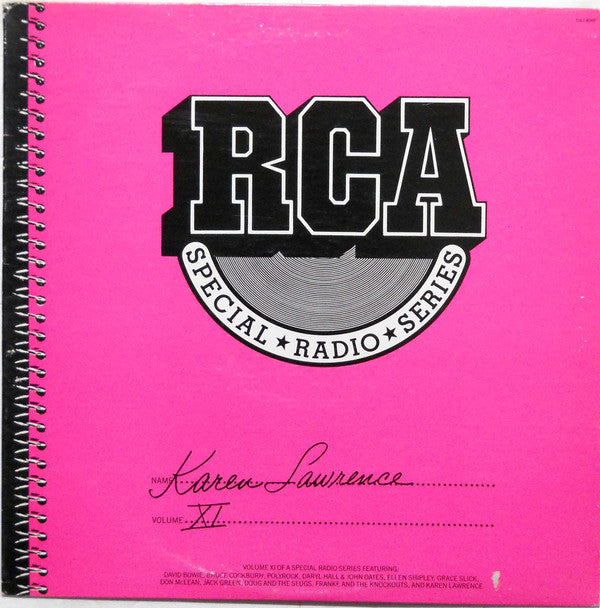 RCA
SPECIAL ★ RADIO ★ SERIES
NAME Karen Lawrence
VOLUME XI
VOLUME XI OF A SPECIAL RADIO SERIES FEATURING:
DAVID BOWIE, BRUCE COCKBURN, POLYROCK, DARYL HALL & JOHN OATES, ELLEN SHIPLEY, GRACE SLICK,
DON McLEAN, JACK GREEN, DOUG AND THE SLUGS, FRANKE AND THE KNOCKOUTS, AND KAREN LAWRENCE